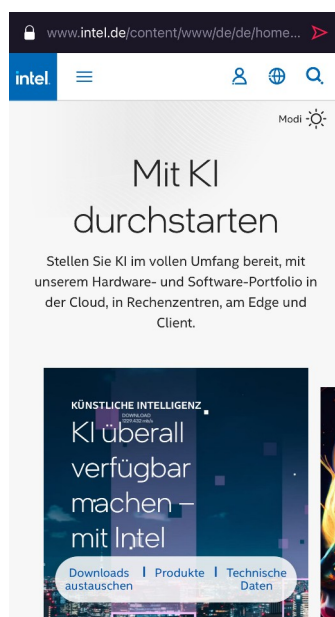 www.intel.de/content/www/de/de/home...
intel.
Modi
Mit KI
durchstarten
Stellen Sie KI im vollen Umfang bereit, mit
unserem Hardware- und Software-Portfolio in
der Cloud, in Rechenzentren, am Edge und
Client.
KÜNSTLICHE INTELLIGENZ
DOWNLOAD
KI überall
verfügbar
machen –
mit Intel
Downloads | Produkte | Technische
austauschen Daten